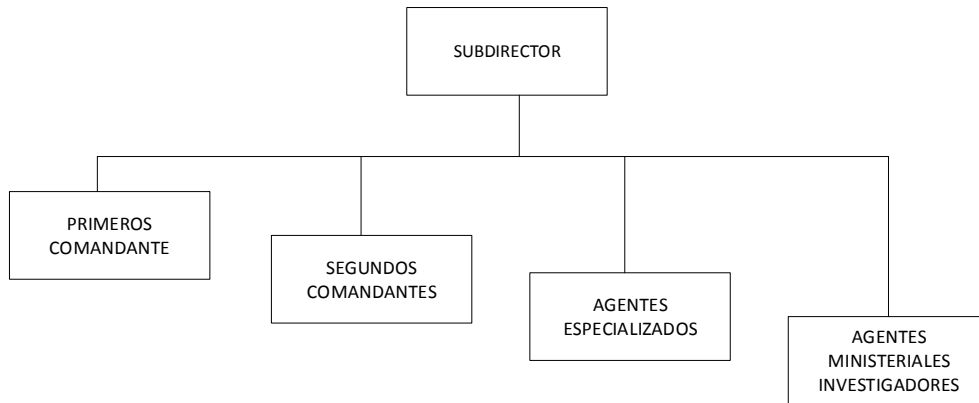 SUBDIRECTOR
PRIMEROS
COMANDANTE
SEGUNDOS
COMANDANTES
AGENTES
ESPECIALIZADOS
AGENTES
MINISTERIALES
INVESTIGADORES